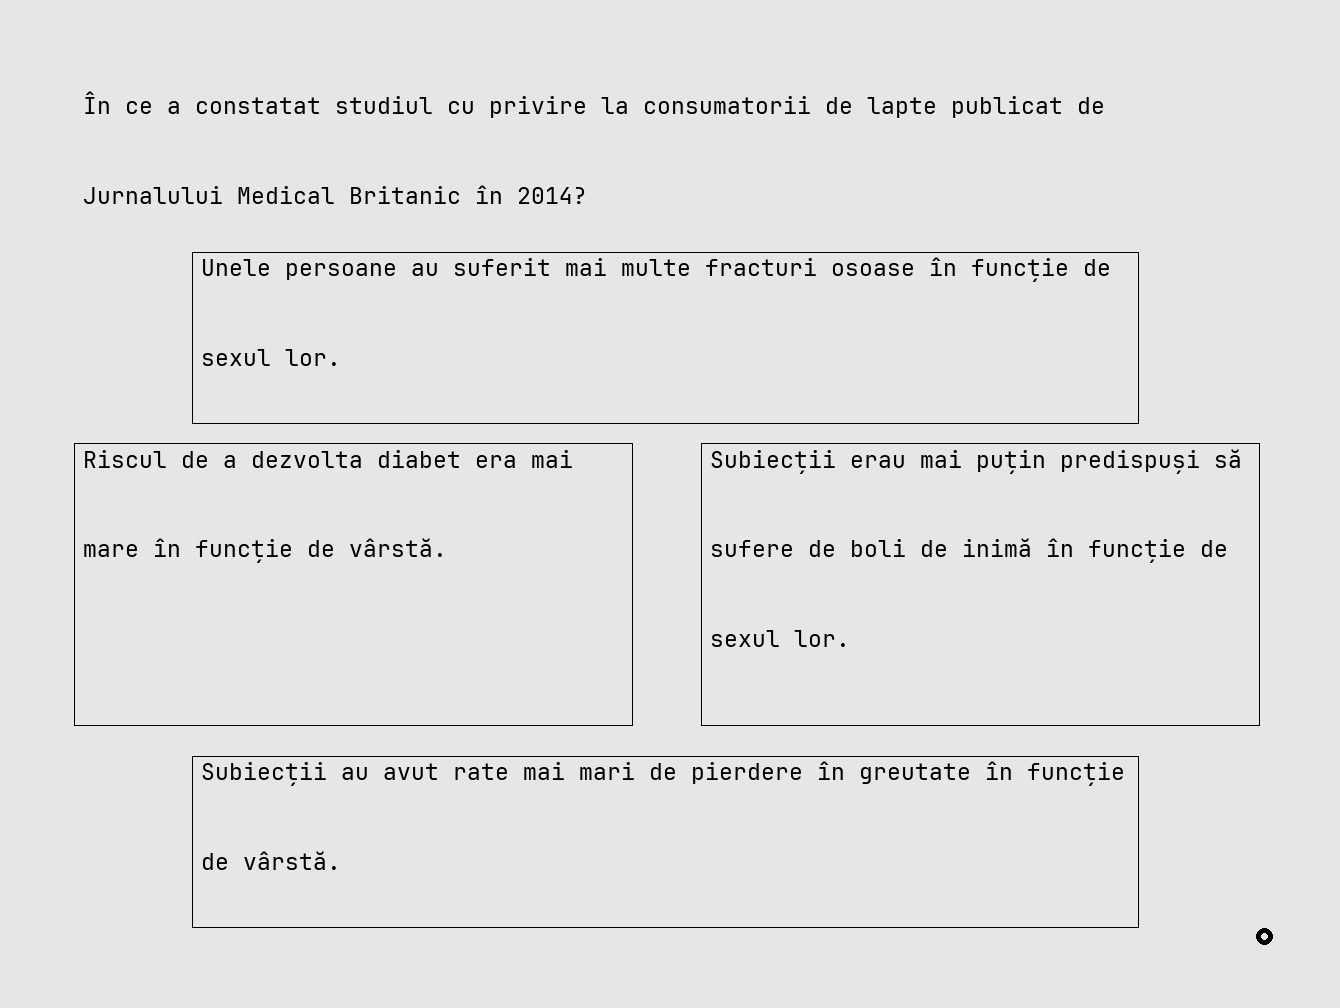 În ce a constatat studiul cu privire la consumatorii de lapte publicat de
Jurnalului Medical Britanic în 2014?
Unele persoane au suferit mai multe fracturi osoase în funcție de
sexul lor.
Riscul de a dezvolta diabet era mai
mare în funcție de vârstă.
Subiecții erau mai puțin predispuși să
sufere de boli de inimă în funcție de
sexul lor.
Subiecții au avut rate mai mari de pierdere în greutate în funcție
de vârstă.